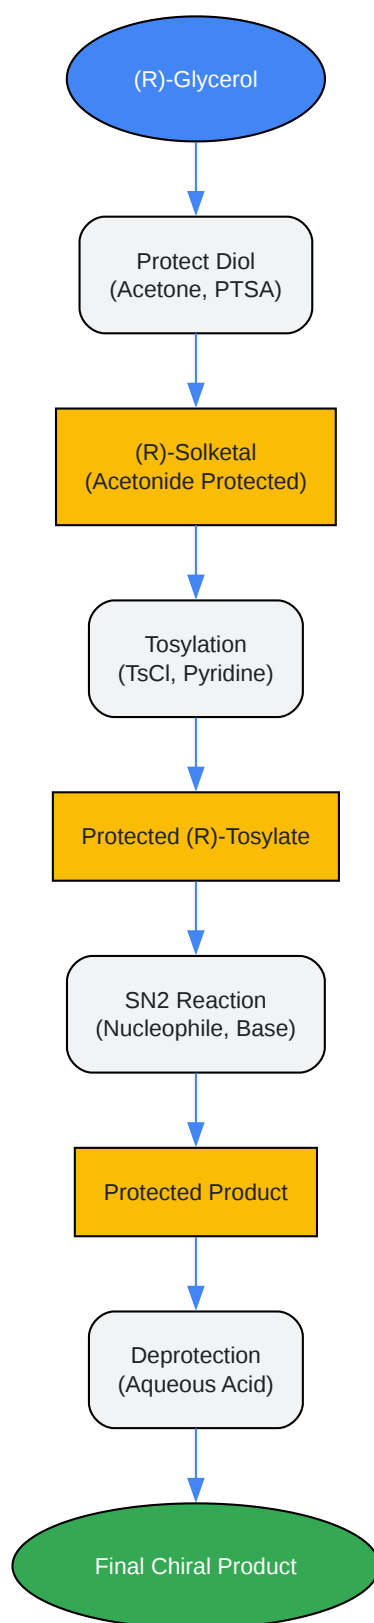 (R)-Glycerol
Protect Diol
(Acetone, PTSA)
(R)-Solketal
(Acetonide Protected)
Tosylation
(TsCl, Pyridine)
Protected (R)-Tosylate
SN2 Reaction
(Nucleophile, Base)
Protected Product
Deprotection
(Aqueous Acid)
Final Chiral Product